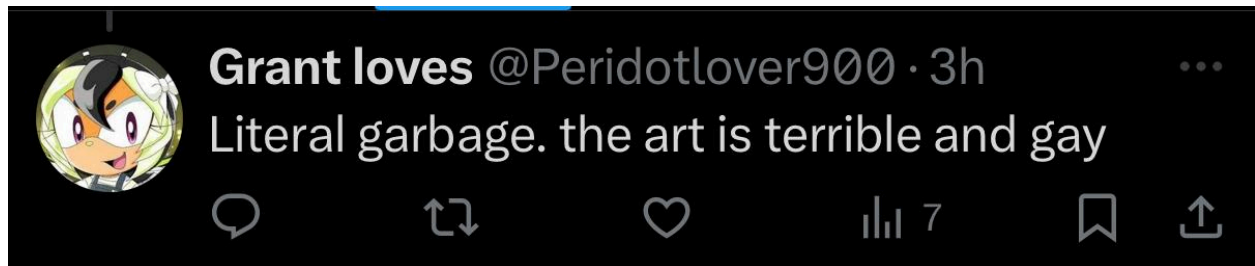 Grant loves @Peridotlover900 · 3h
Literal garbage. the art is terrible and gay
7